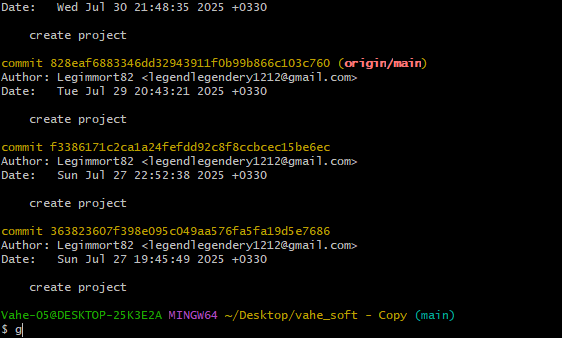 Date:   Wed Jul 30 21:48:35 2025 +0330
create project
commit 828eaf6883346dd32943911f0b99b866c103c760 (origin/main)
Author: Legimmort82 <legendlegendery1212@gmail.com>
Date:   Tue Jul 29 20:43:21 2025 +0330
create project
commit f3386171c2ca1a24fefdd92c8f8ccbcec15be6ec
Author: Legimmort82 <legendlegendery1212@gmail.com>
Date:   Sun Jul 27 22:52:38 2025 +0330
create project
commit 363823607f398e095c049aa576fa5fa19d5e7686
Author: Legimmort82 <legendlegendery1212@gmail.com>
Date:   Sun Jul 27 19:45:49 2025 +0330
create project
Vahe-O5@DESKTOP-25K3E2A MINGW64 ~/Desktop/vahe_soft - Copy (main)
$ g